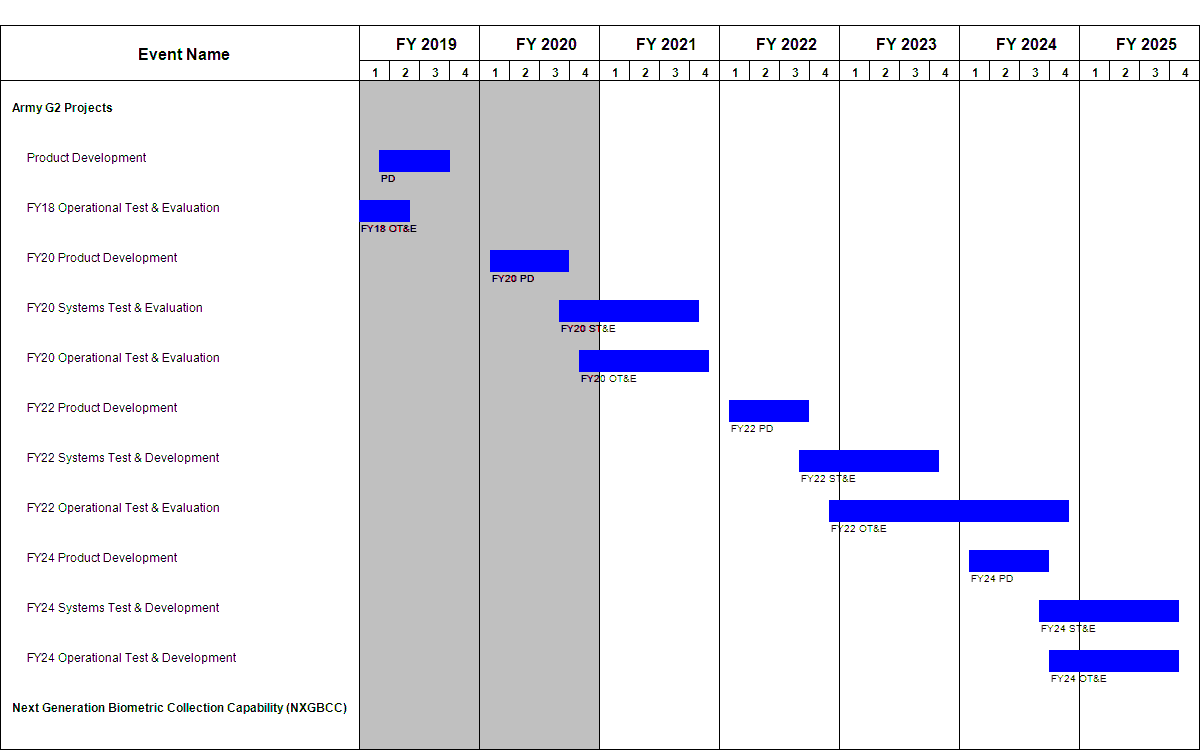 Event Name
FY 2019 FY 2020 FY 2021 FY 2022 FY 2023 FY 2024 FY 2025
1 2 3 4 1 2 3 4 1 2 3 4 1 2 3 4 1 2 3 4 1 2 3 4 1 2 3 4
Army G2 Projects
Product Development
PD
FY18 Operational Test & Evaluation
FY18 OT&E
FY20 Product Development
FY20 PD
FY20 Systems Test & Evaluation
FY20 ST&E
FY20 Operational Test & Evaluation
FY20 OT&E
FY22 Product Development
FY22 PD
FY22 Systems Test & Development
FY22 ST&E
FY22 Operational Test & Evaluation
FY22 OT&E
FY24 Product Development
FY24 PD
FY24 Systems Test & Development
FY24 ST&E
FY24 Operational Test & Development
FY24 OT&E
Next Generation Biometric Collection Capability (NXGBCC)